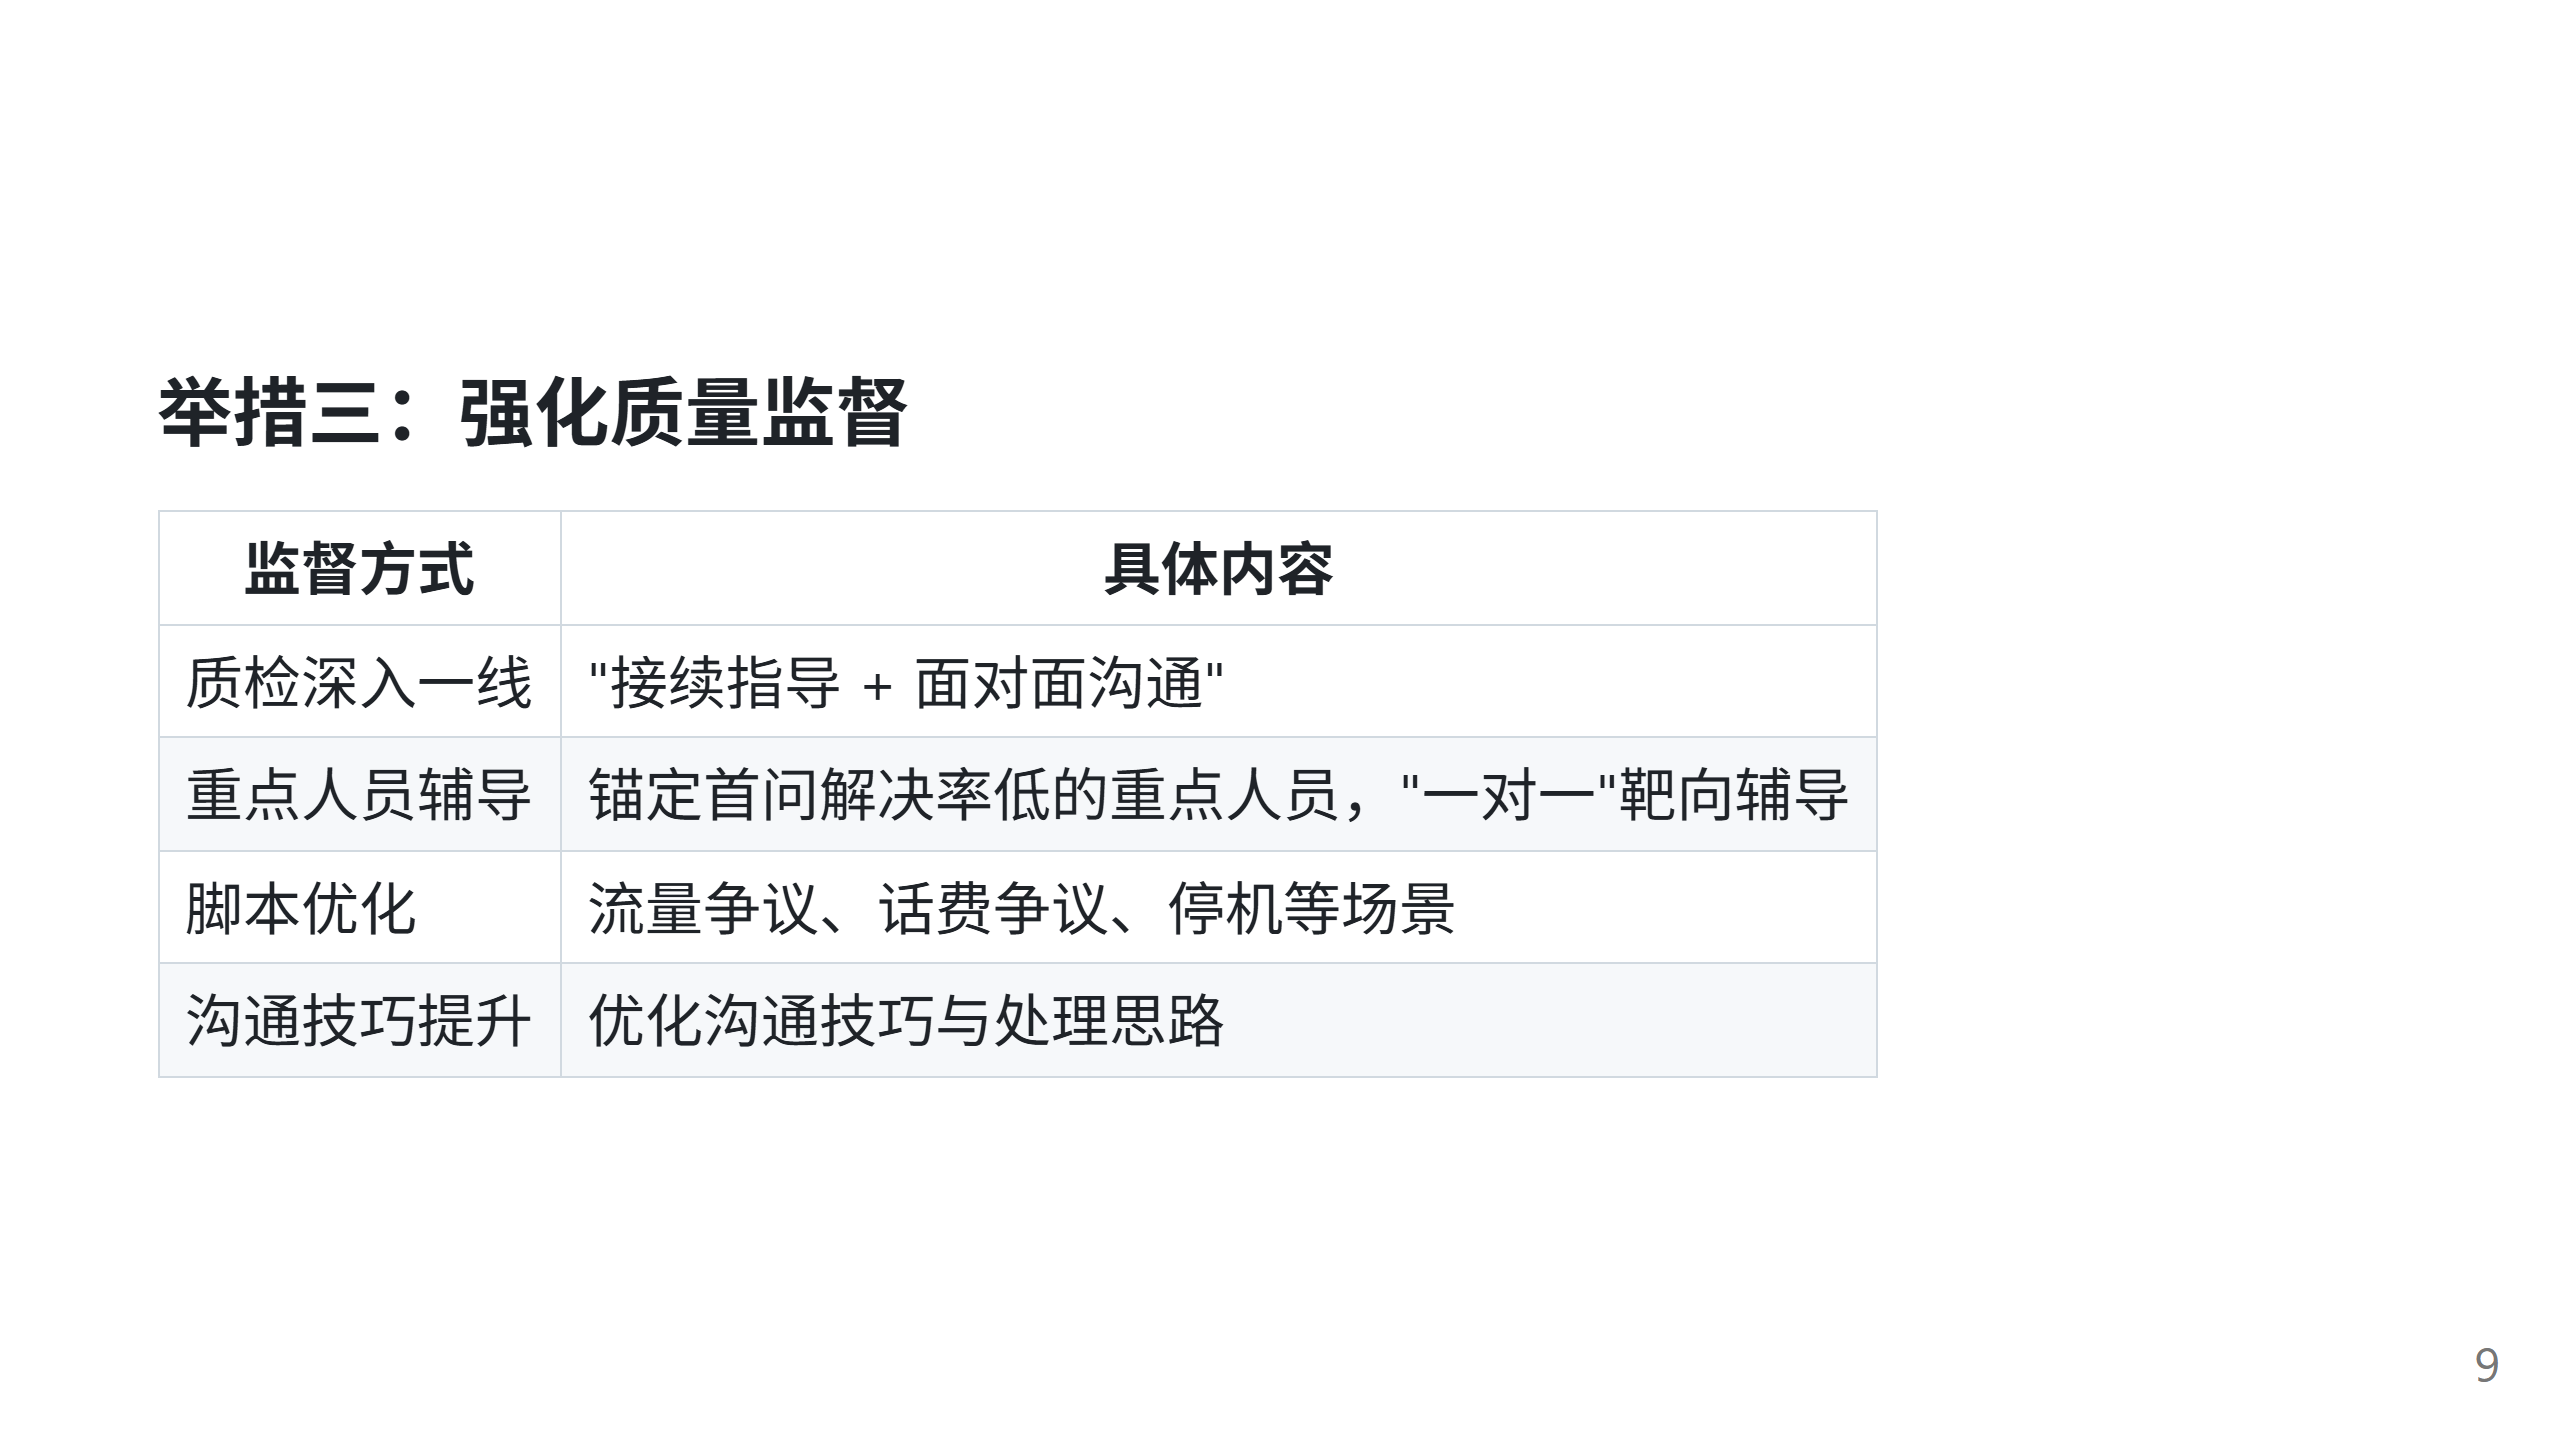 举措三：强化质量监督
监督方式 具体内容
质检深入一线 "接续指导 + 面对面沟通"
重点人员辅导 锚定首问解决率低的重点人员，"一对一"靶向辅导
脚本优化 流量争议、话费争议、停机等场景
沟通技巧提升 优化沟通技巧与处理思路
9